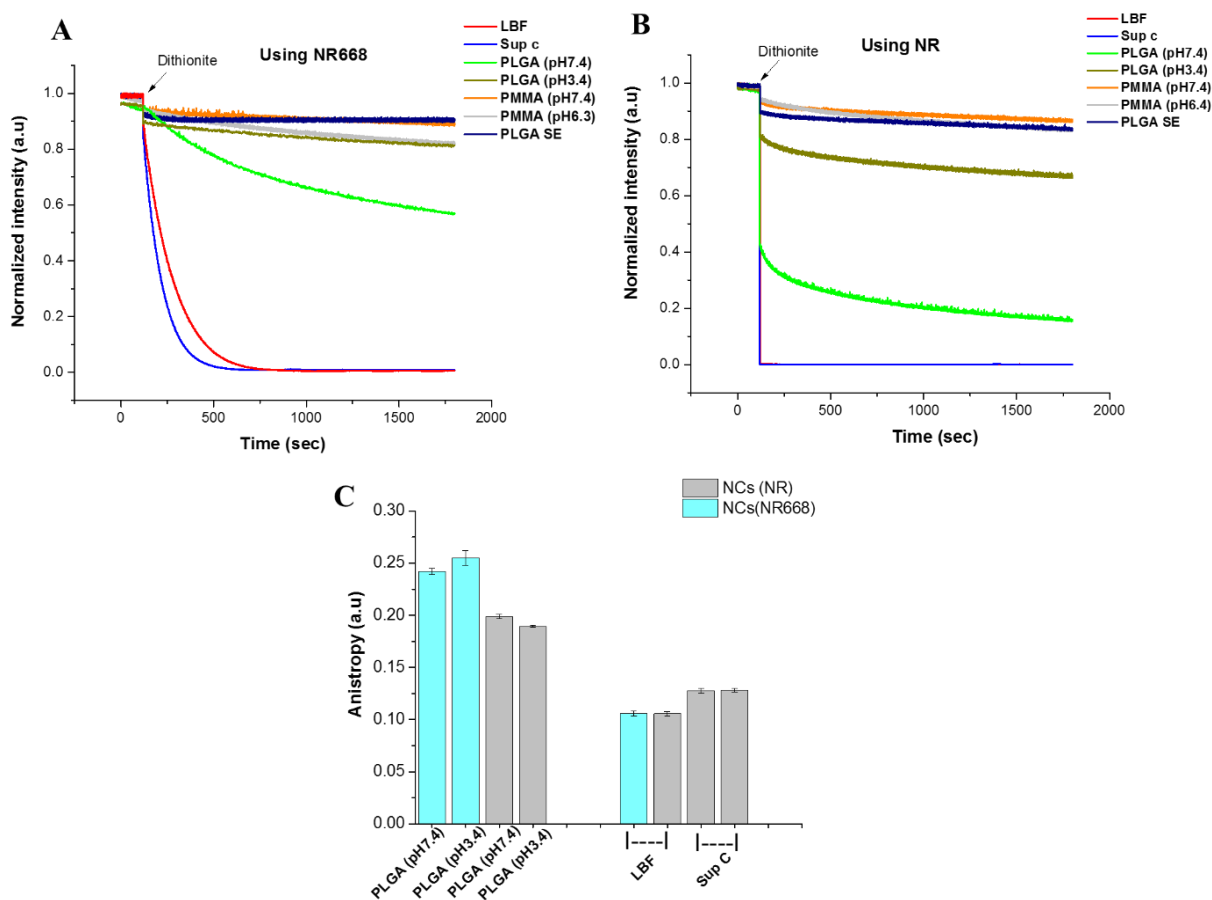 A
Using NR668
Dithionite
LBF
Sup c
PLGA (pH7.4)
PLGA (pH3.4)
PMMA (pH7.4)
PMMA (pH6.3)
PLGA SE
Normalized intensity (a.u)
1.0
0.8
0.6
0.4
0.2
0.0
0
500
1000
1500
2000
Time (sec)
B
Using NR
Dithionite
LBF
Sup c
PLGA (pH7.4)
PLGA (pH3.4)
PMMA (pH7.4)
PMMA (pH6.4)
PLGA SE
Normalized intensity (a.u)
1.0
0.8
0.6
0.4
0.2
0.0
0
500
1000
1500
2000
Time (sec)
C
NCs (NR)
NCs(NR668)
Anistropy (a.u)
0.30
0.25
0.20
0.15
0.10
0.05
0.00
PLGA (pH7.4)
PLGA (pH3.4)
PLGA (pH7.4)
PLGA (pH3.4)
|----|
LBF
|----|
Sup C